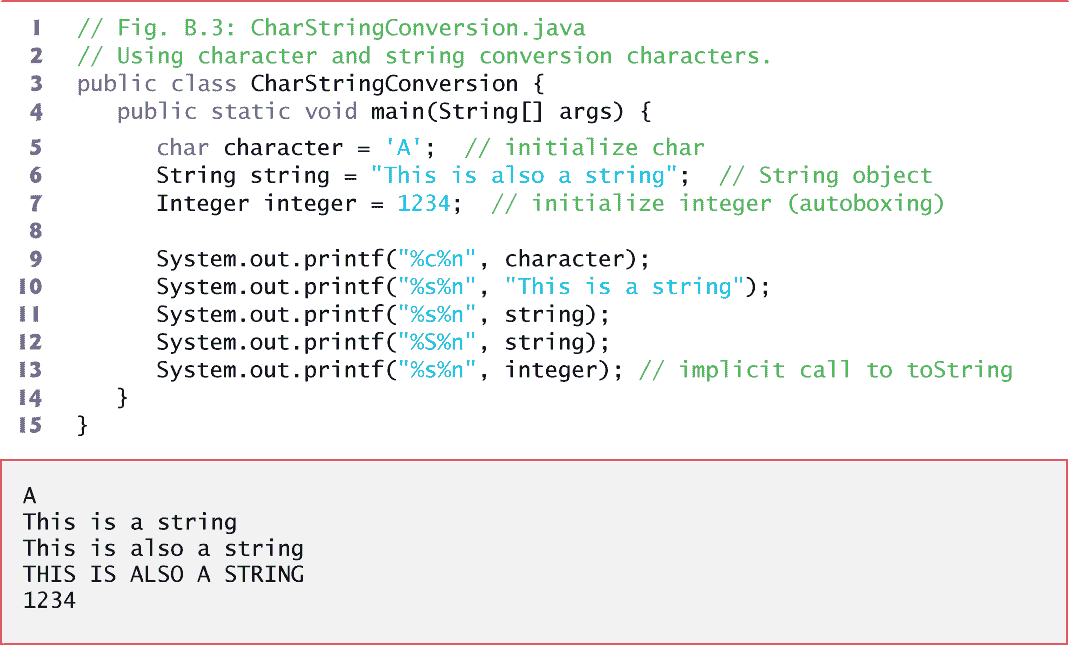 1 // Fig. B.3: CharStringConversion.java
2 // Using character and string conversion characters.
3 public class CharStringConversion {
4    public static void main(String[] args) {
5       char character = 'A';  // initialize char
6       String string = "This is also a string";  // String object
7       Integer integer = 1234;  // initialize integer (autoboxing)
8
9       System.out.printf("%c%n", character);
10       System.out.printf("%s%n", "This is a string");
11       System.out.printf("%s%n", string);
12       System.out.printf("%S%n", string);
13       System.out.printf("%s%n", integer); // implicit call to toString
14    }
15 }
A
This is a string
This is also a string
THIS IS ALSO A STRING
1234